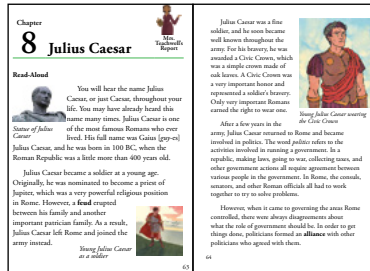 Chapter
8 Julius Caesar
Mrs.
Teachwell's
Report
Read-Aloud
You will hear the name Julius
Caesar, or just Caesar, throughout your
life. You may have already heard this
name many times. Julius Caesar is one
of the most famous Romans who ever
lived. His full name was Gaius [gɪɪy-es]
Julius Caesar, and he was born in 100 BC, when the
Roman Republic was a little more than 400 years old.
Statue of Julius
Caesar
Julius Caesar became a soldier at a young age.
Originally, he was nominated to become a priest of
Jupiter, which was a very powerful religious position
in Rome. However, a feud erupted
between his family and another
important patrician family. As a result,
Julius Caesar left Rome and joined the
army instead.
Young Julius Caesar
as a soldier
63
Julius Caesar was a fine
soldier, and he soon became
well known throughout the
army. For his bravery, he was
awarded a Civic Crown, which
was a simple crown made of
oak leaves. A Civic Crown was
a very important honor and
represented a soldier's bravery.
Only very important Romans
earned the right to wear one.
Young Julius Caesar wearing
the Civic Crown
After a few years in the
army, Julius Caesar returned to Rome and became
involved in politics. The word politics refers to the
activities involved in running a government. In a
republic, making laws, going to war, collecting taxes, and
other government actions all require agreement between
various people in the government. In Rome, the consuls,
senators, and other Roman officials all had to work
together to try to solve problems.
However, when it came to governing the areas Rome
controlled, there were always disagreements about
what the role of government should be. In order to get
things done, politicians formed an alliance with other
politicians who agreed with them.
64